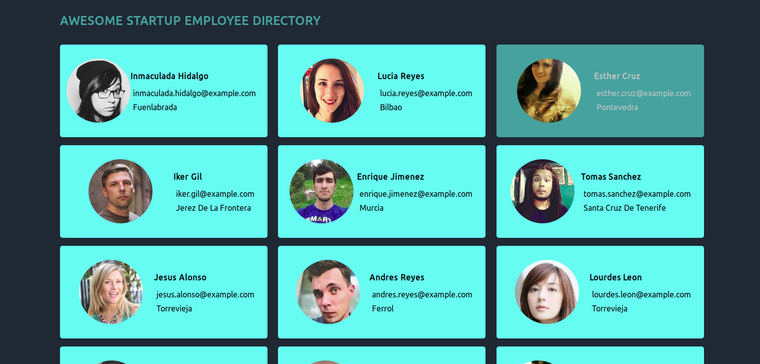 AWESOME STARTUP EMPLOYEE DIRECTORY
Inmaculada Hidalgo
inmaculada.hidalgo@example.com
Fuenlabrada
Lucia Reyes
lucia.reyes@example.com
Bilbao
Esther Cruz
esther.cruz@example.com
Pontevedra
Iker Gil
iker.gil@example.com
Jerez De La Frontera
Enrique Jimenez
enrique.jimenez@example.com
Murcia
Tomas Sanchez
tomas.sanchez@example.com
Santa Cruz De Tenerife
Jesus Alonso
jesus.alonso@example.com
Torrevieja
Andres Reyes
andres.reyes@example.com
Ferrol
Lourdes Leon
lourdes.leon@example.com
Torrevieja